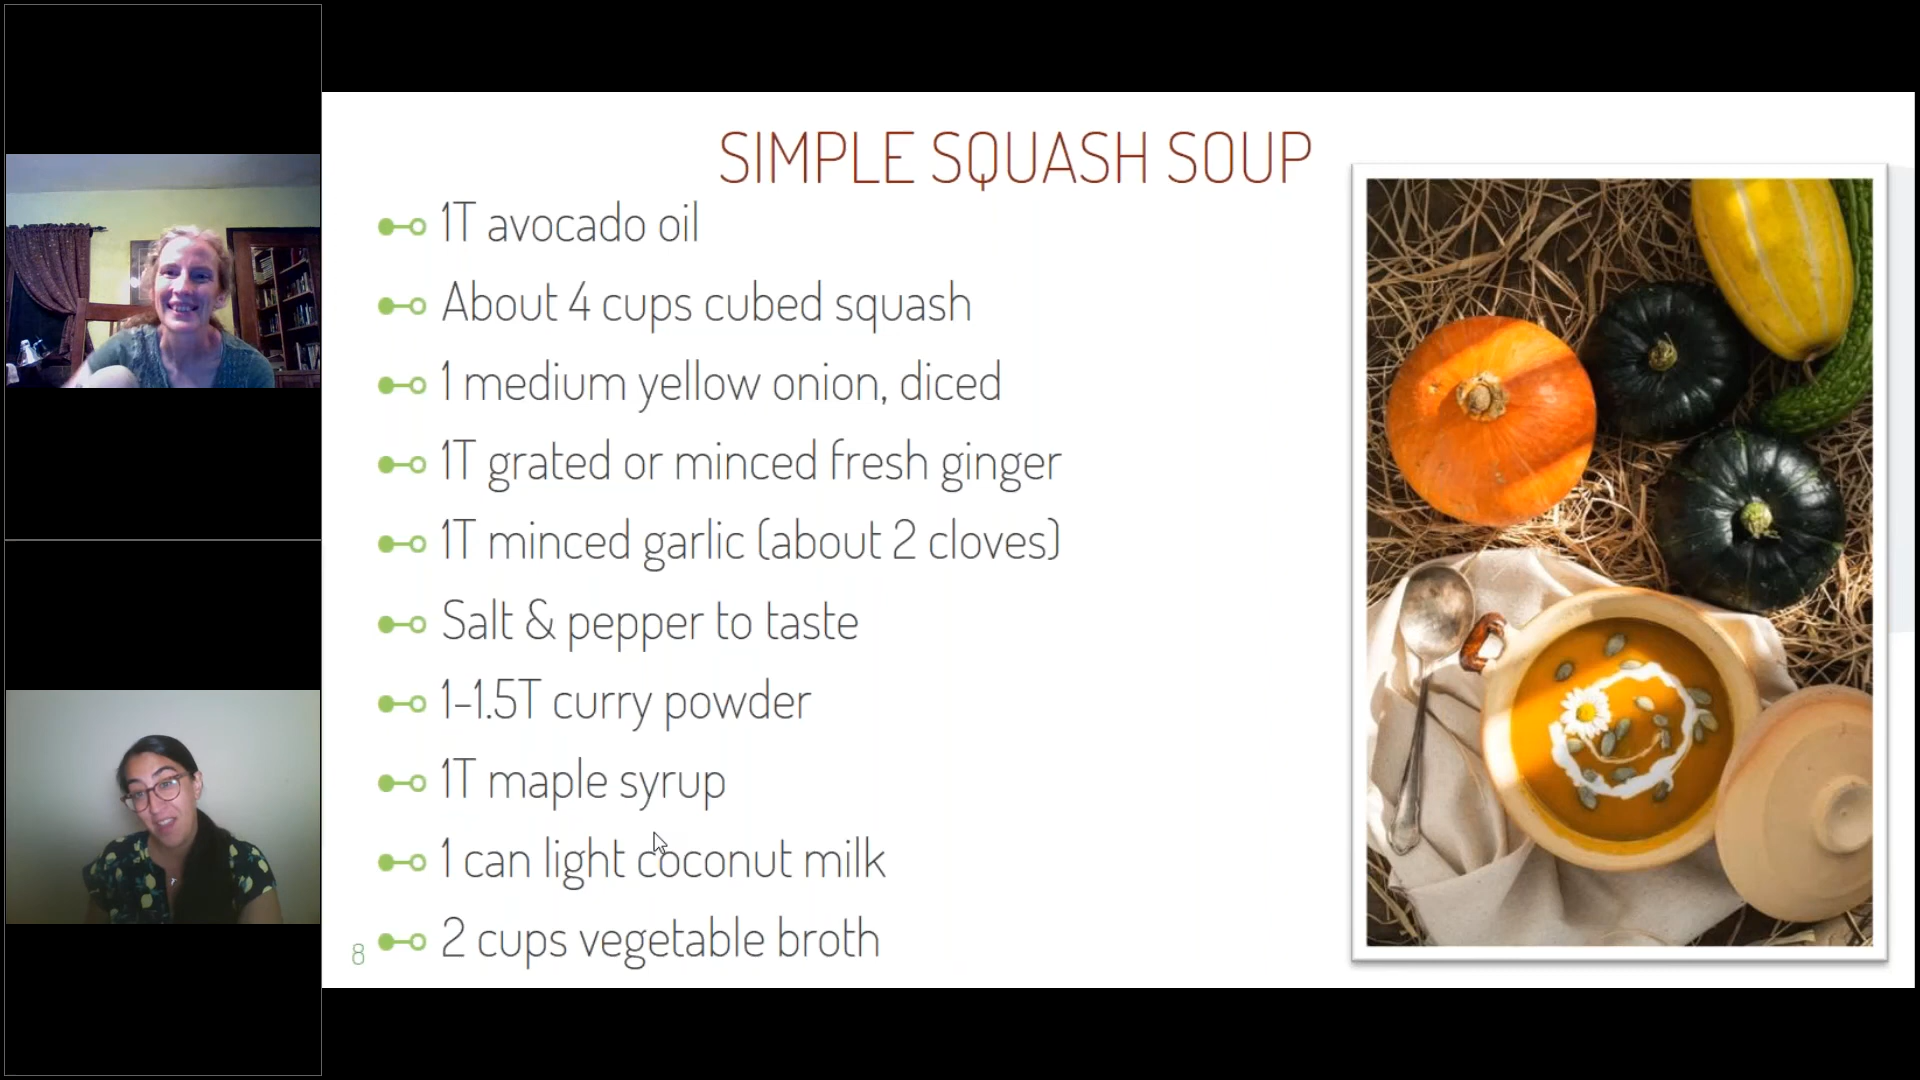 SIMPLE SQUASH SOUP
1T avocado oil
About 4 cups cubed squash
1 medium yellow onion, diced
1T grated or minced fresh ginger
1T minced garlic (about 2 cloves)
Salt & pepper to taste
1-1.5T curry powder
1T maple syrup
1 can light coconut milk
2 cups vegetable broth
8